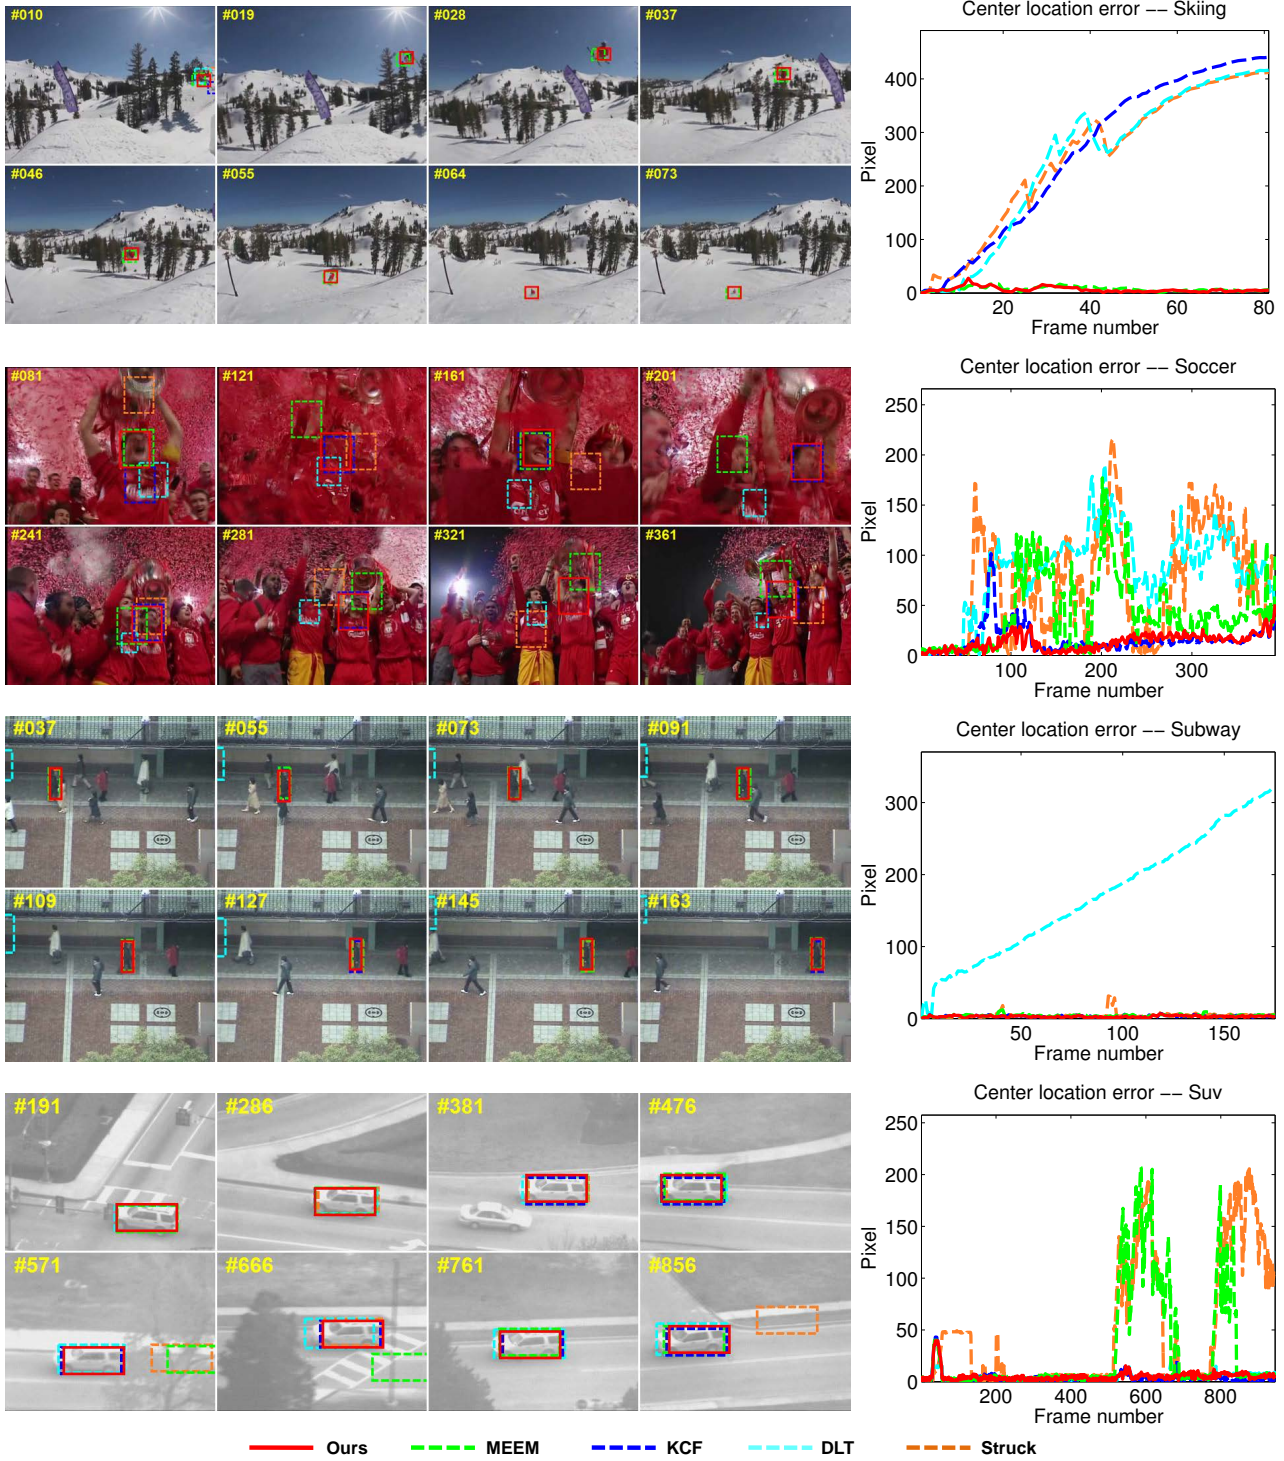 #010 #019 #028 #037
#046 #055 #064 #073
Center location error −− Skiing
Pixel
400
300
200
100
0
20 40 60 80
Frame number
#081 #121 #161 #201
#241 #281 #321 #361
Center location error −− Soccer
Pixel
250
200
150
100
50
0
100 200 300
Frame number
#037 #055 #073 #091
#109 #127 #145 #163
Center location error −− Subway
Pixel
300
200
100
0
50 100 150
Frame number
#191 #286 #381 #476
#571 #666 #761 #856
Center location error −− Suv
Pixel
250
200
150
100
50
0
200 400 600 800
Frame number
Ours MEEM KCF DLT Struck